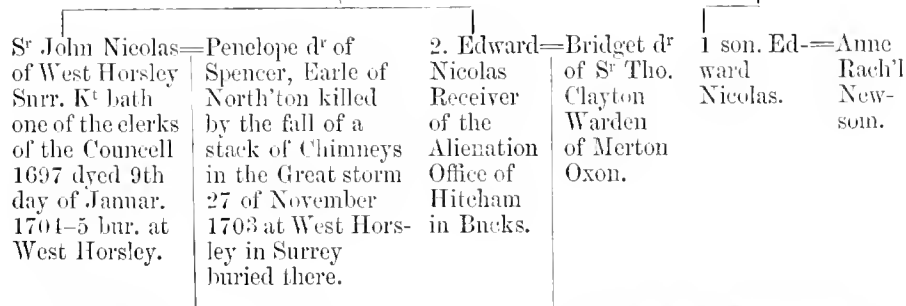 Sʳ John Nicolas=Penelope dʳ of
of West Horsley Spencer, Earle of
Surr. Kᵗ bath North'ton killed
one of the clerks by the fall of a
of the Councell stack of Chimneys
1697 dyed 9th in the Great storm
day of Januar. 27 of November
1704–5 bur. at 1703 at West Hors-
West Horsley. ley in Surrey
buried there.
2. Edward=Bridget dʳ
Nicolas of Sʳ Tho.
Receiver Clayton
of the Warden
Alienation of Merton
Office of Oxon.
Hitcham
in Bucks.
1 son. Ed-=Anne
ward Rach'l
Nicolas. New-
som.